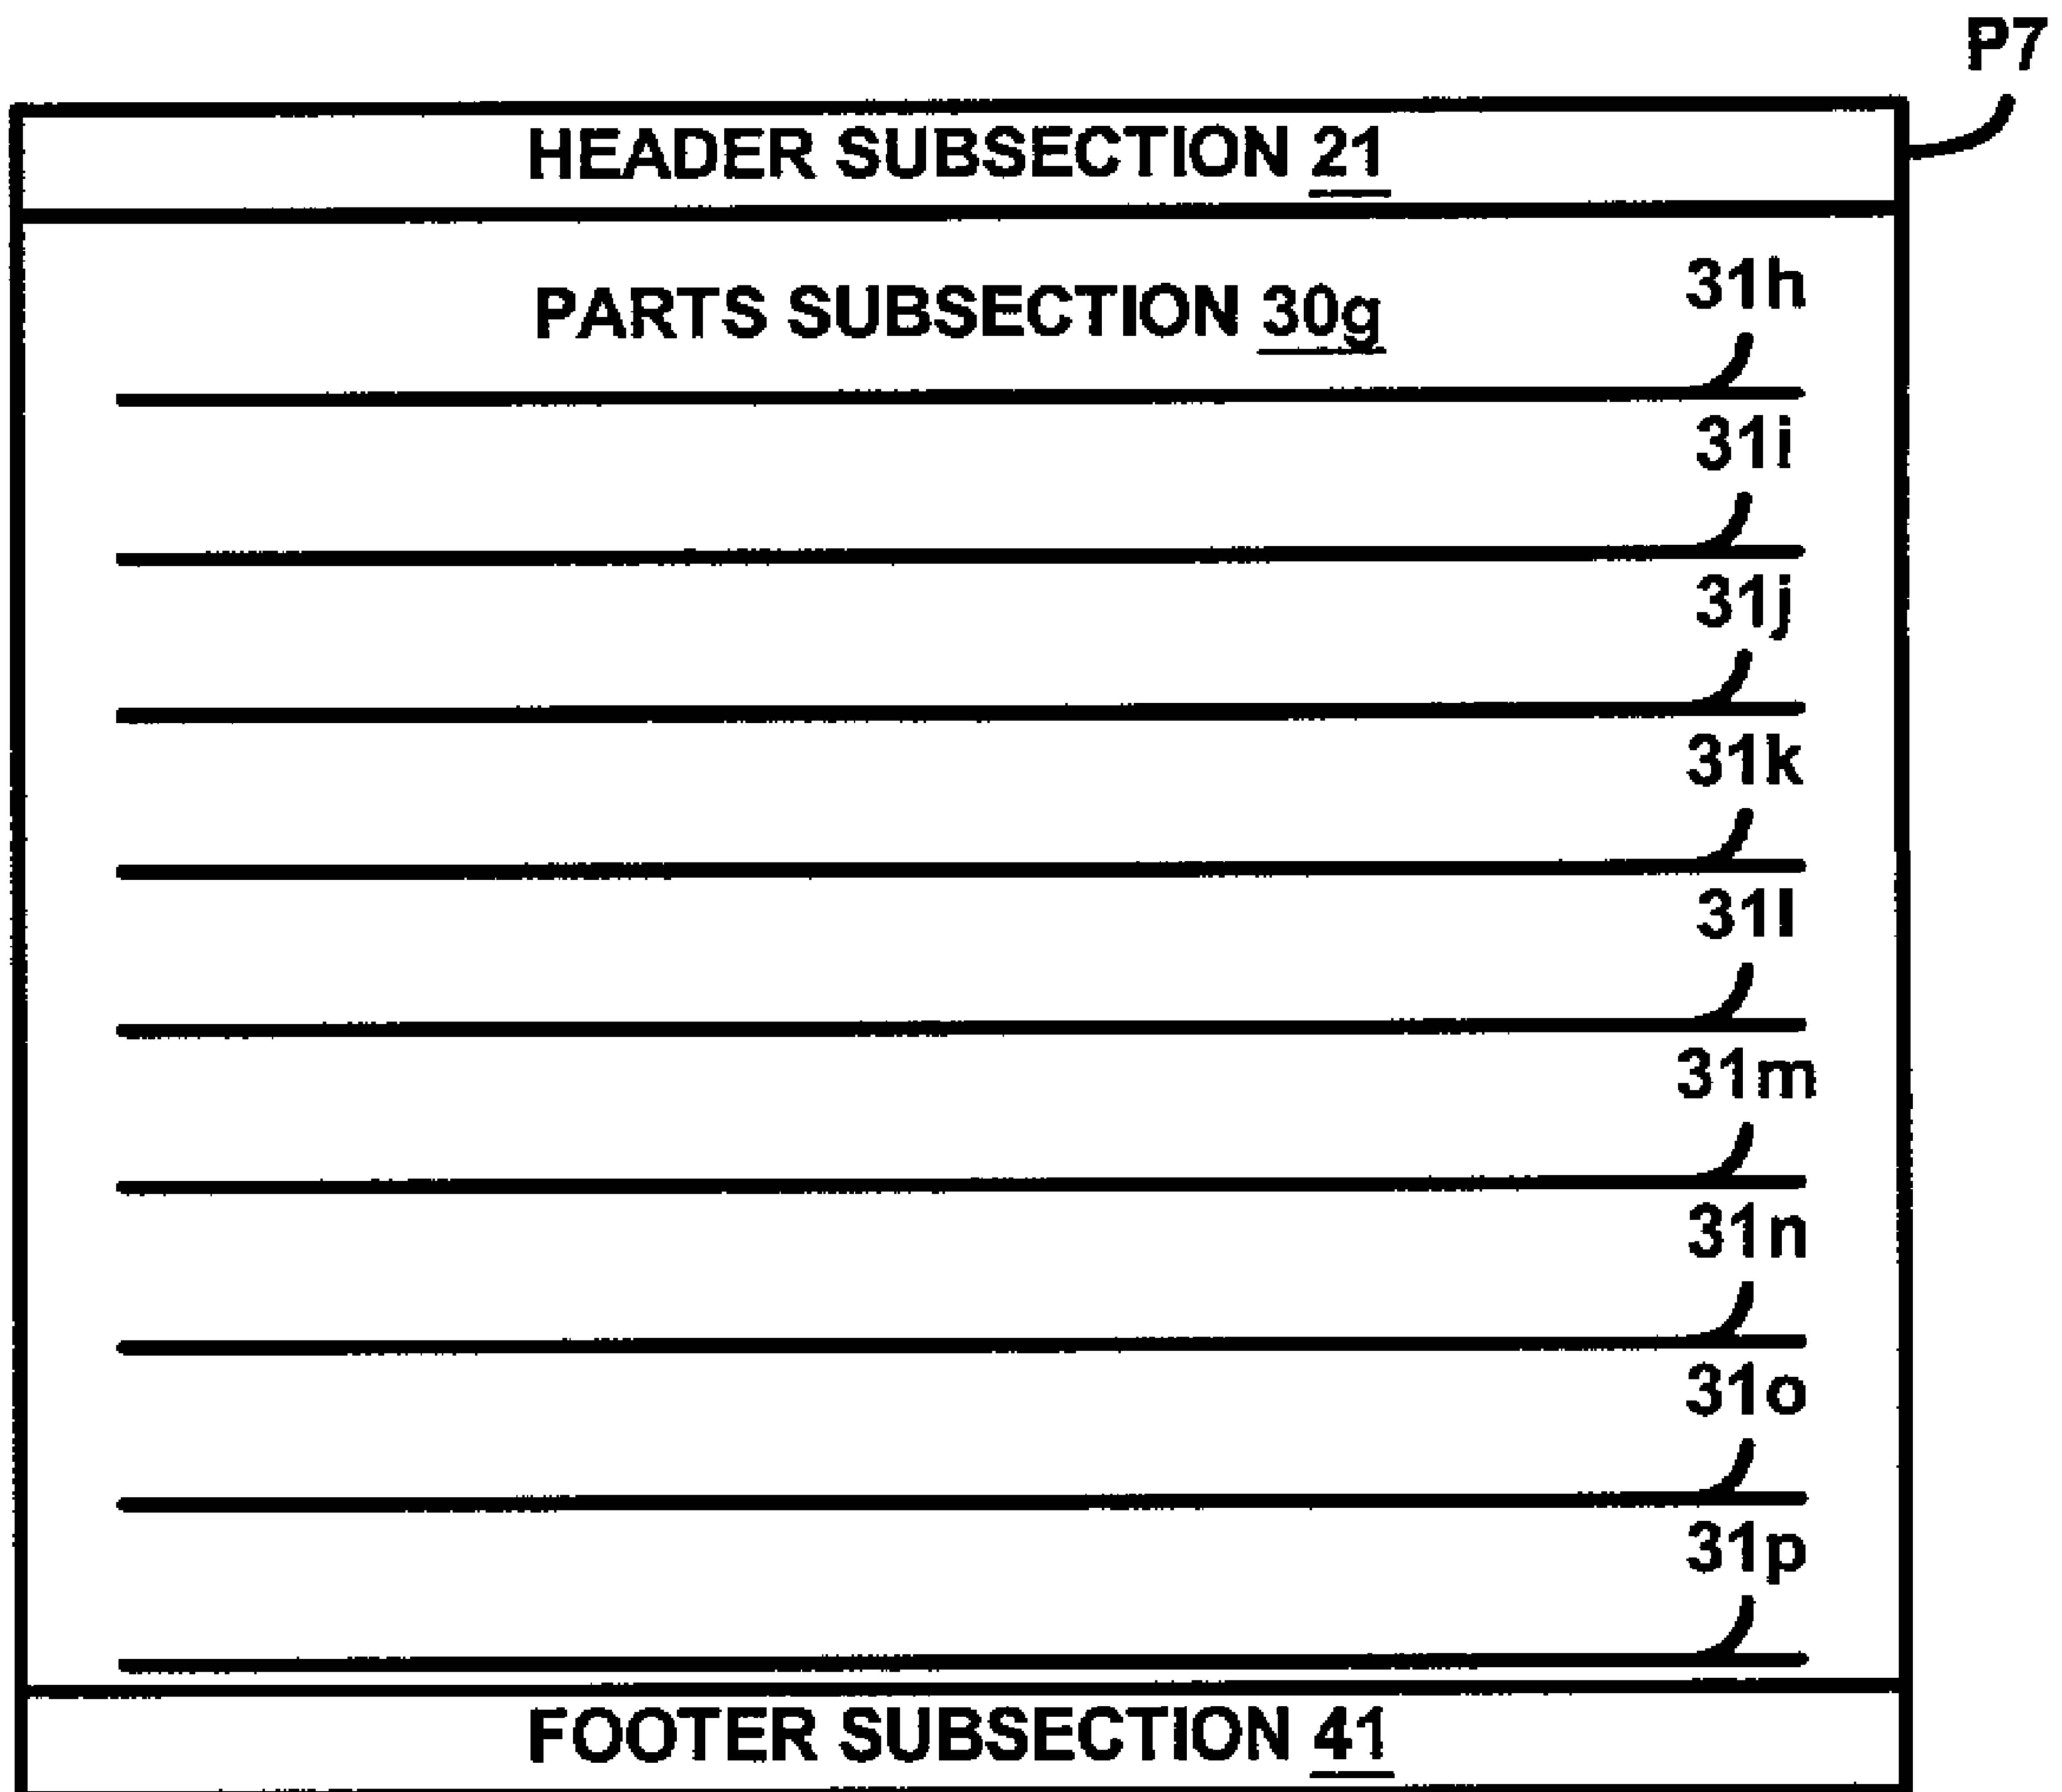 P7
HEADER SUBSECTION 21
31h
PARTS SUBSECTION 30g
31i
31j
31k
31l
31m
31n
31o
31p
FOOTER SUBSECTION 41